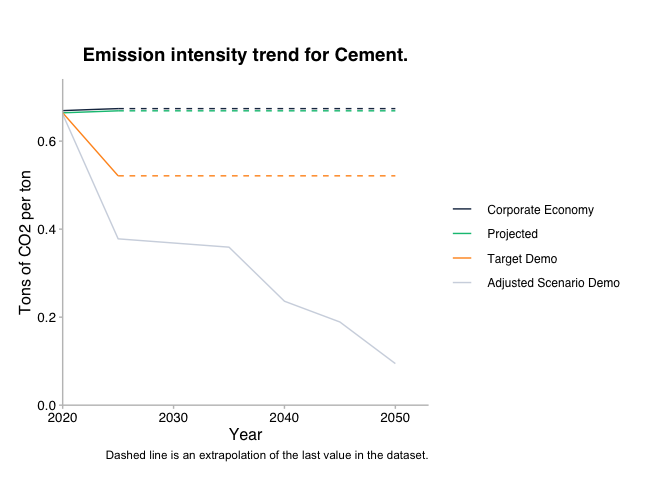 Emission intensity trend for Cement.
Tons of CO2 per ton
0.6
0.4
0.2
0.0
2020 2030 2040 2050
Year
Corporate Economy
Projected
Target Demo
Adjusted Scenario Demo
Dashed line is an extrapolation of the last value in the dataset.